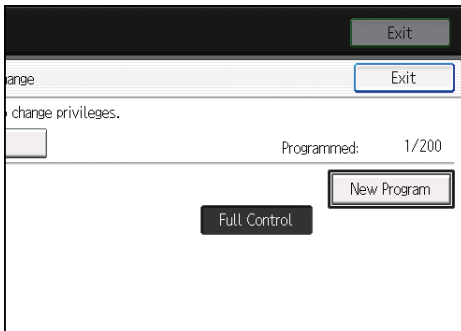 Exit
ange Exit
change privileges.
Programmed: 1/200
New Program
Full Control